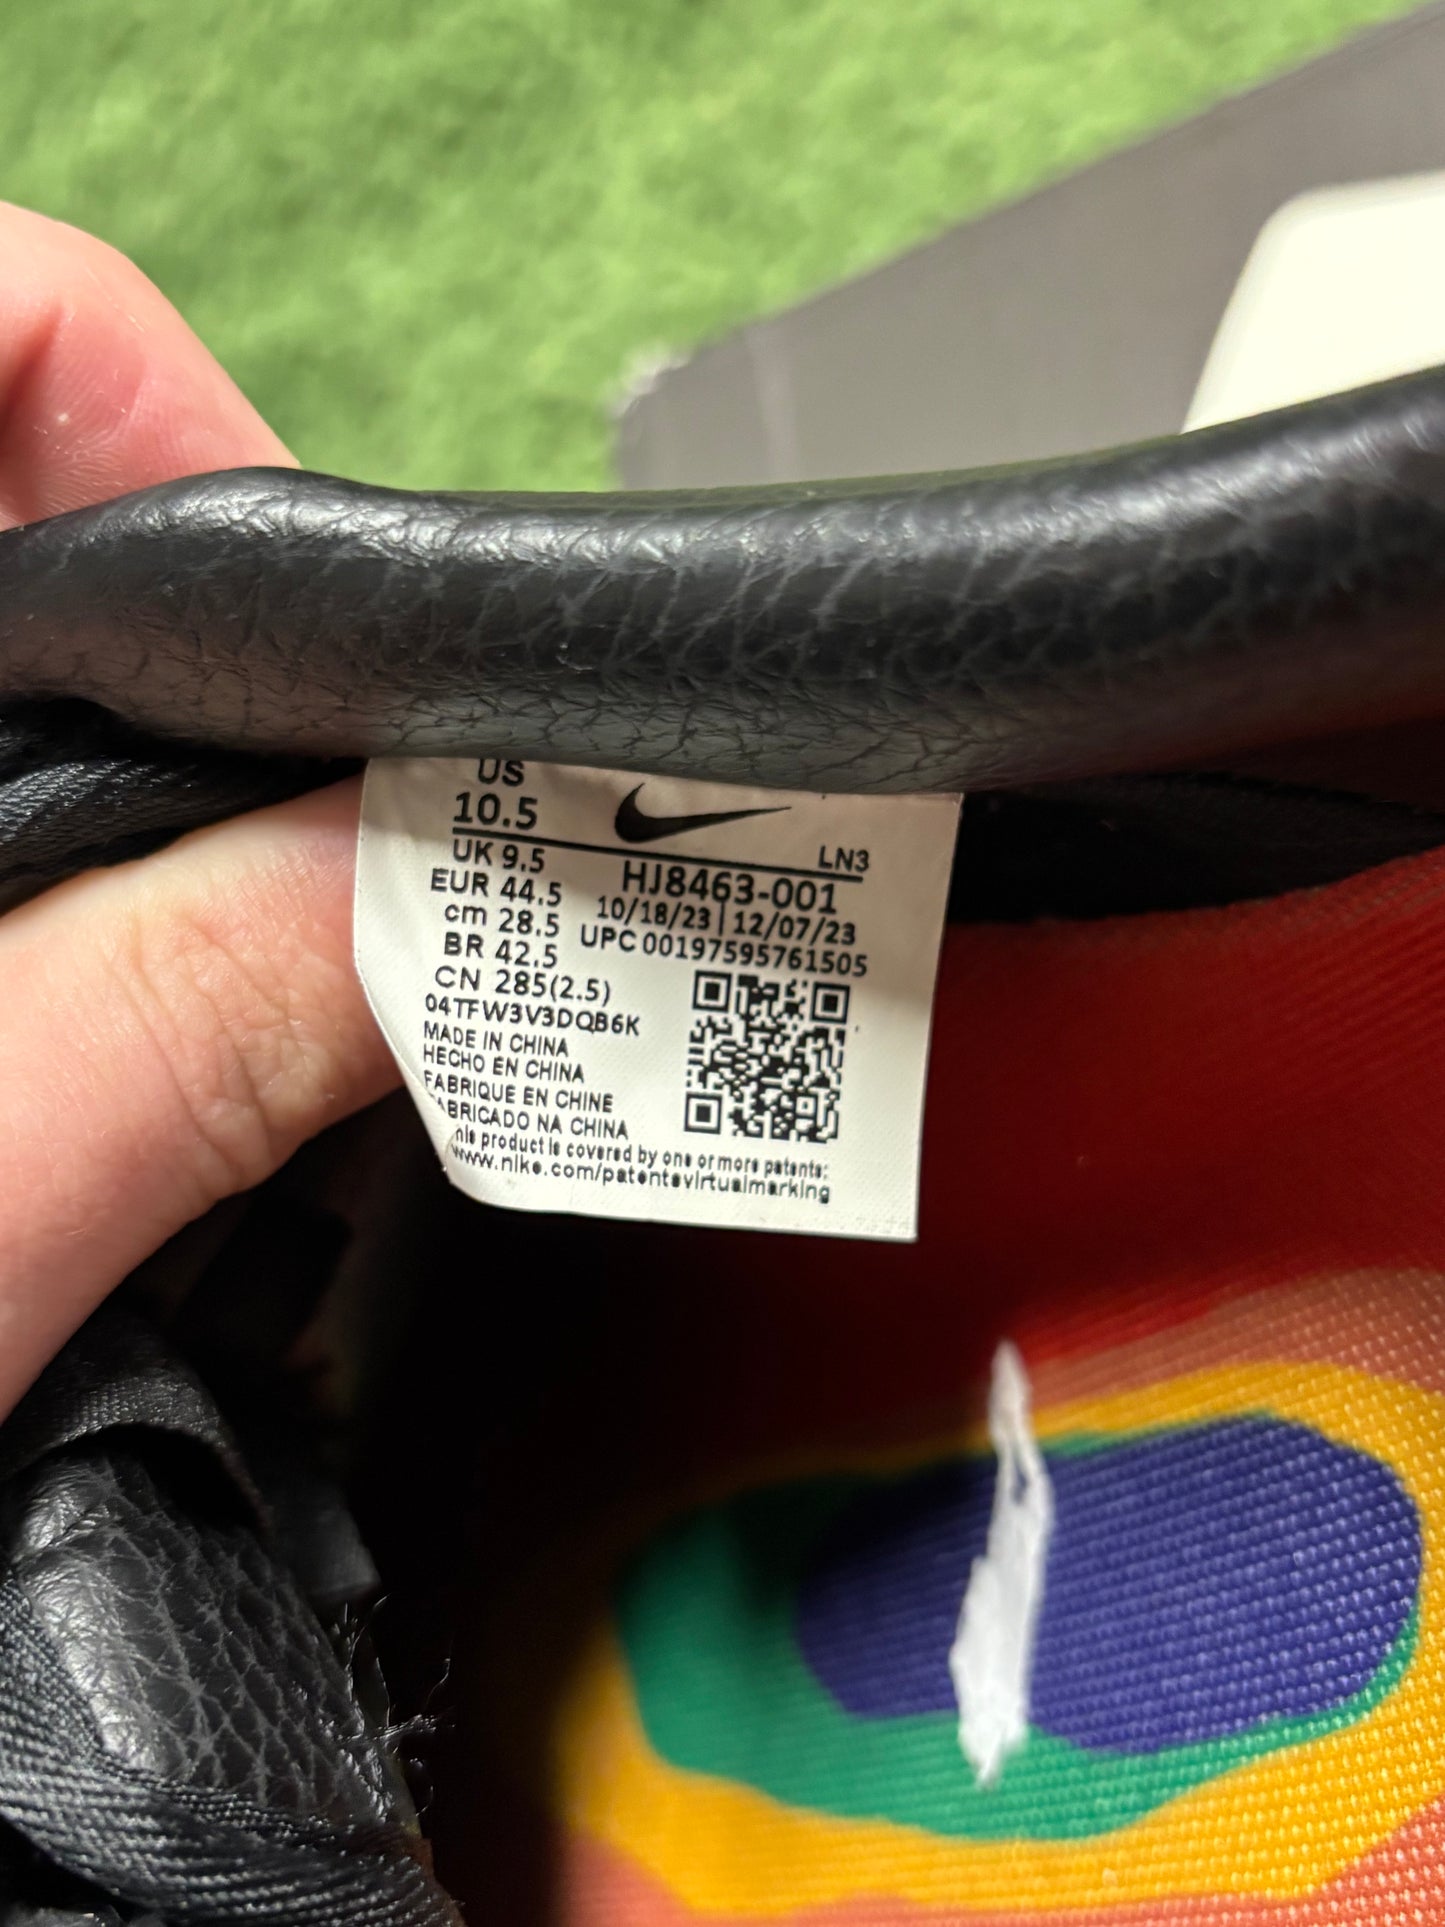 US
10.5
LN3
UK 9.5
HJ8463-001
EUR 44.5
10/18/23 | 12/07/23
cm 28.5
UPC 00197595761505
BR 42.5
CN 285(2.5)
04TFW3V3DQB6K
MADE IN CHINA
HECHO EN CHINA
FABRIQUE EN CHINE
ABRICADO NA CHINA
his product is covered by one or more patents:
www.nike.com/patentsvirtualmarking